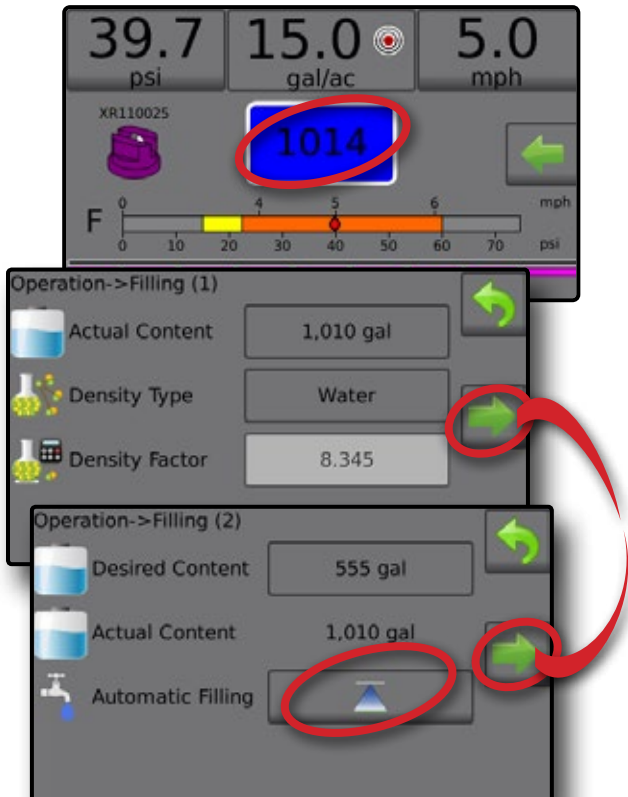 39.7 15.0 5.0
psi gal/ac mph
XR110025
1014
0 4 5 6 mph
F
0 10 20 30 40 50 60 70 psi
Operation->Filling (1)
Actual Content 1,010 gal
Density Type Water
Density Factor 8.345
Operation->Filling (2)
Desired Content 555 gal
Actual Content 1,010 gal
Automatic Filling